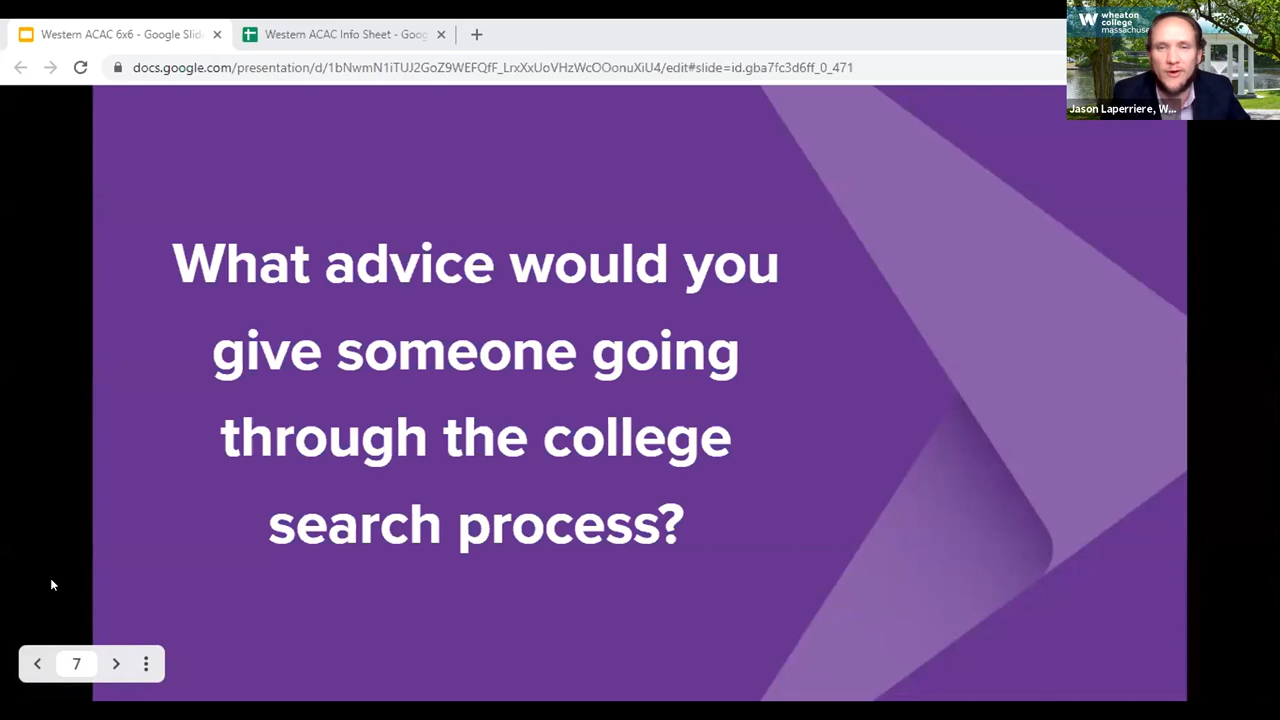 Western ACAC 6x6 - Google Slid
Western ACAC Info Sheet - Goog
docs.google.com/presentation/d/1bNwmN1iTUJ2GoZ9WEFQfF_LrxXxUoVHzWcOOonuXiU4/edit#slide=id.gba7fc3d6ff_0_471
W wheaton
college
massachuse
Jason Laperriere, W...
What advice would you
give someone going
through the college
search process?
7